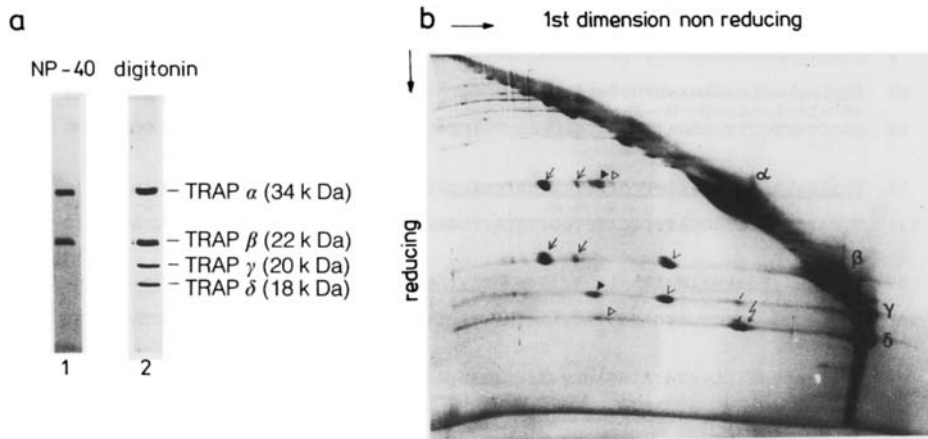 a
NP-40 digitonin
TRAP α (34 k Da)
TRAP β (22 k Da)
TRAP γ (20 k Da)
TRAP δ (18 k Da)
1 2
b
1st dimension non reducing
reducing
α
β
γ
δ